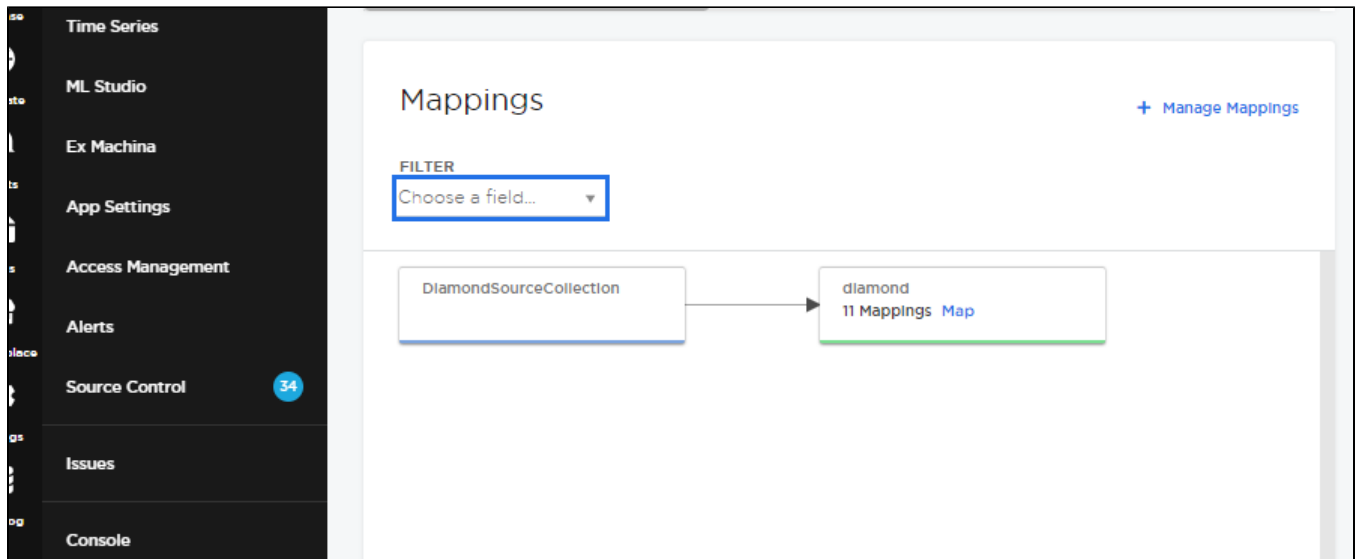 Time Series
ML Studio
Ex Machina
App Settings
Access Management
Alerts
Source Control 34
Issues
Console
Mappings
+ Manage Mappings
FILTER
Choose a field...
DiamondSourceCollection
diamond
11 Mappings Map